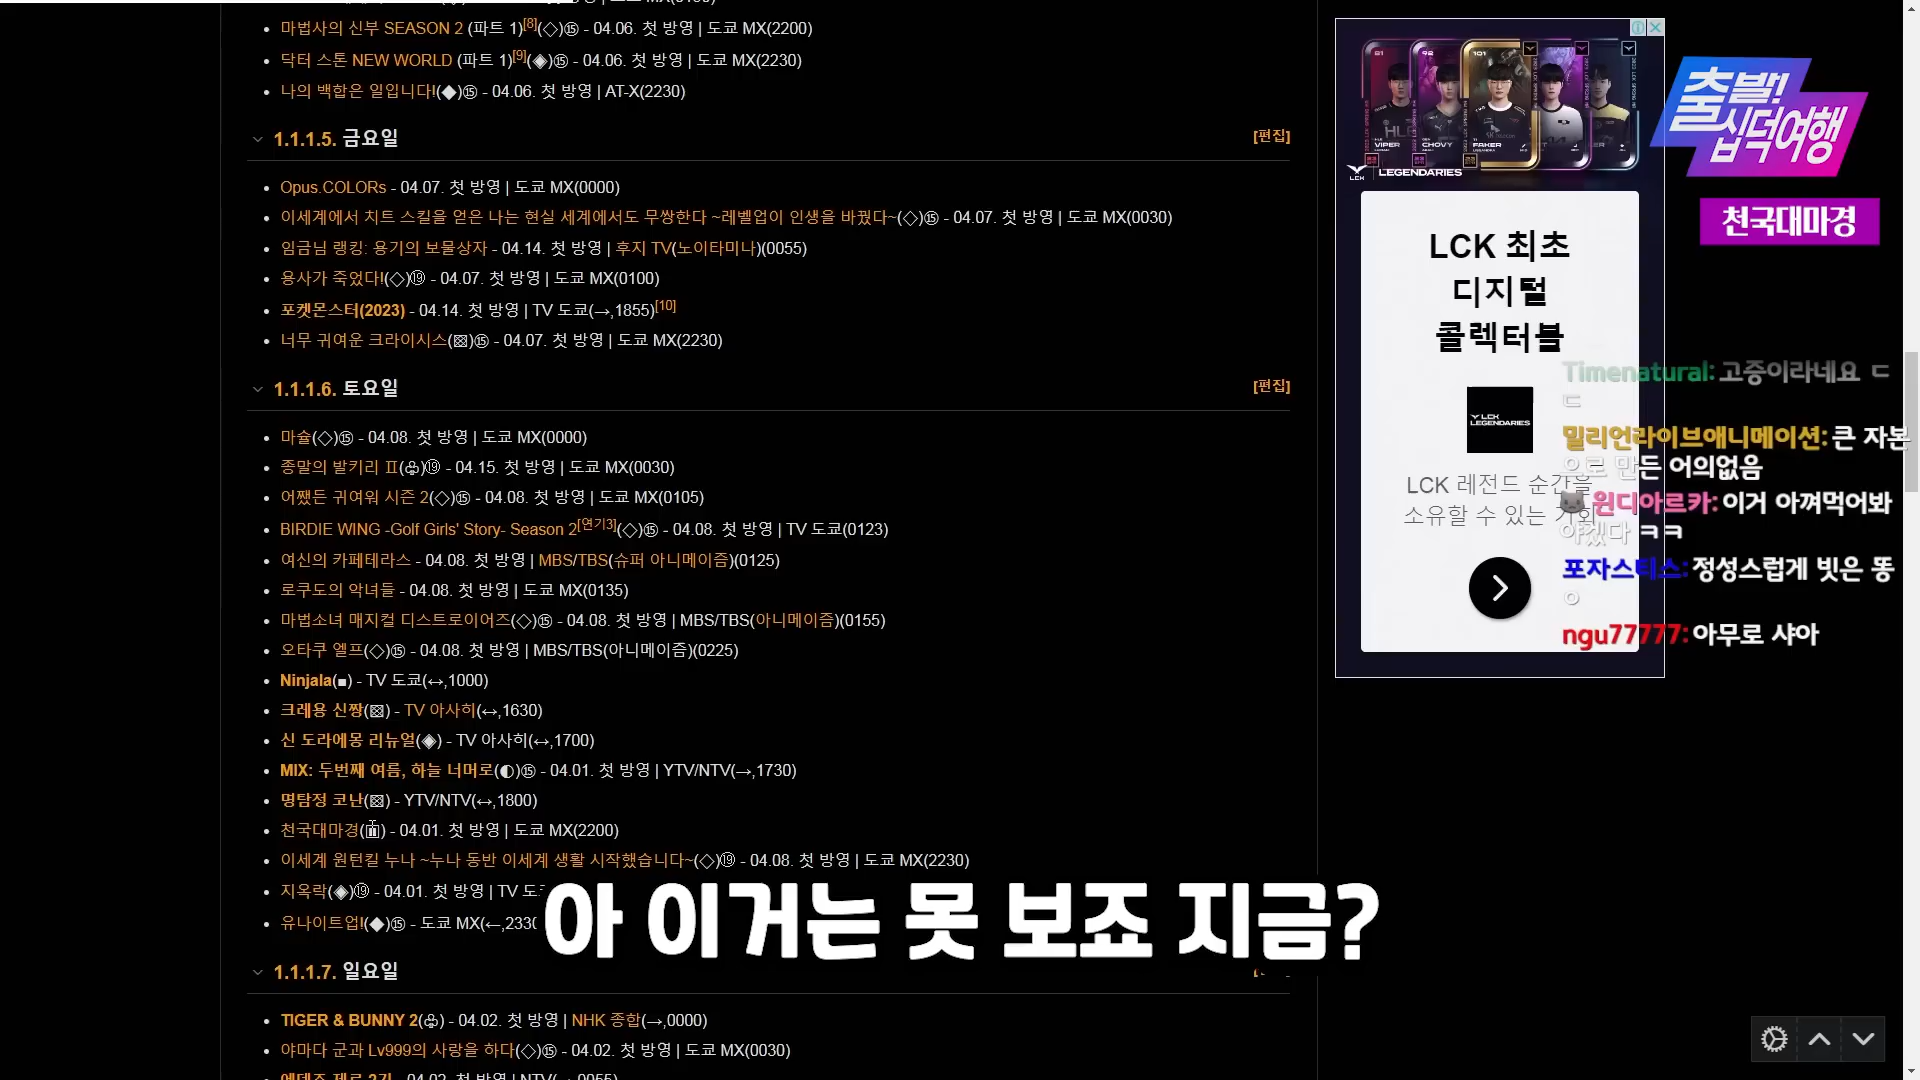 마법사의 신부 SEASON 2 (파트 1)[8](◇)⑮ - 04.06. 첫 방영 | 도쿄 MX(2200)
닥터 스톤 NEW WORLD (파트 1)[9](◈)⑮ - 04.06. 첫 방영 | 도쿄 MX(2230)
나의 백합은 일입니다!(◆)⑮ - 04.06. 첫 방영 | AT-X(2230)
1.1.1.5. 금요일 [편집]
Opus.COLORs - 04.07. 첫 방영 | 도쿄 MX(0000)
이세계에서 치트 스킬을 얻은 나는 현실 세계에서도 무쌍한다 ~레벨업이 인생을 바꿨다~(◇)⑮ - 04.07. 첫 방영 | 도쿄 MX(0030)
임금님 랭킹: 용기의 보물상자 - 04.14. 첫 방영 | 후지 TV(노이타미나)(0055)
용사가 죽었다!(◇)⑲ - 04.07. 첫 방영 | 도쿄 MX(0100)
포켓몬스터(2023) - 04.14. 첫 방영 | TV 도쿄(→,1855)[10]
너무 귀여운 크라이시스(▨)⑮ - 04.07. 첫 방영 | 도쿄 MX(2230)
1.1.1.6. 토요일 [편집]
마슐(◇)⑮ - 04.08. 첫 방영 | 도쿄 MX(0000)
종말의 발키리 Ⅱ(♧)⑲ - 04.15. 첫 방영 | 도쿄 MX(0030)
어쨌든 귀여워 시즌 2(◇)⑮ - 04.08. 첫 방영 | 도쿄 MX(0105)
BIRDIE WING -Golf Girls' Story- Season 2[연기3](◇)⑮ - 04.08. 첫 방영 | TV 도쿄(0123)
여신의 카페테라스 - 04.08. 첫 방영 | MBS/TBS(슈퍼 아니메이즘)(0125)
로쿠도의 악녀들 - 04.08. 첫 방영 | 도쿄 MX(0135)
마법소녀 매지컬 디스트로이어즈(◇)⑮ - 04.08. 첫 방영 | MBS/TBS(아니메이즘)(0155)
오타쿠 엘프(◇)⑮ - 04.08. 첫 방영 | MBS/TBS(아니메이즘)(0225)
Ninjala(■) - TV 도쿄(↔,1000)
크레용 신짱(▨) - TV 아사히(↔,1630)
신 도라에몽 리뉴얼(◈) - TV 아사히(↔,1700)
MIX: 두번째 여름, 하늘 너머로(◐)⑮ - 04.01. 첫 방영 | YTV/NTV(→,1730)
명탐정 코난(▨) - YTV/NTV(↔,1800)
천국대마경() - 04.01. 첫 방영 | 도쿄 MX(2200)
이세계 원턴킬 누나 ~누나 동반 이세계 생활 시작했습니다~(◇)⑲ - 04.08. 첫 방영 | 도쿄 MX(2230)
지옥락(◈)⑲ - 04.01. 첫 방영 | TV 도
유나이트업!(◆)⑮ - 도쿄 MX(←,2330
아 이거는 못 보죠 지금?
1.1.1.7. 일요일
TIGER & BUNNY 2(♧) - 04.02. 첫 방영 | NHK 종합(→,0000)
야마다 군과 Lv999의 사랑을 하다(◇)⑮ - 04.02. 첫 방영 | 도쿄 MX(0030)
91 92 101
VIPER CHOVY FAKER
LCK LEGENDARIES
LCK 최초
디지털
콜렉터블
LCK
LEGENDARIES
LCK 레전드 순간을
소유할 수 있는 기회
출발!
십덕여행
천국대마경
Timenatural: 고증이라네요 ㄷ
ㄷ
밀리언라이브애니메이션: 큰 자본
으로 만든 어의없음
원디아르카: 이거 아껴먹어봐
야겠다 ㅋㅋ
포자스티스: 정성스럽게 빗은 똥
ㅇ
ngu77777: 아무로 샤아